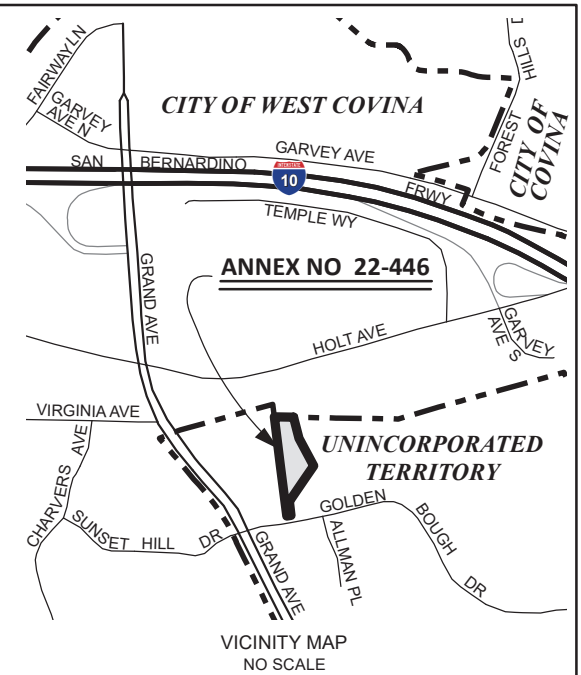 FAIRWAY LN
GARVEY
AVE N
CITY OF WEST COVINA
FOREST HILLS
CITY OF
COVINA
SAN BERNARDINO FRWY
GARVEY AVE
INTERSTATE
10
TEMPLE WY
GRAND AVE
ANNEX NO 22-446
HOLT AVE
GARVEY
AVE S
VIRGINIA AVE
CHARVERS AVE
UNINCORPORATED
TERRITORY
SUNSET HILL DR
GRAND AVE
GOLDEN BOUGH DR
ALLMAN PL
VICINITY MAP
NO SCALE